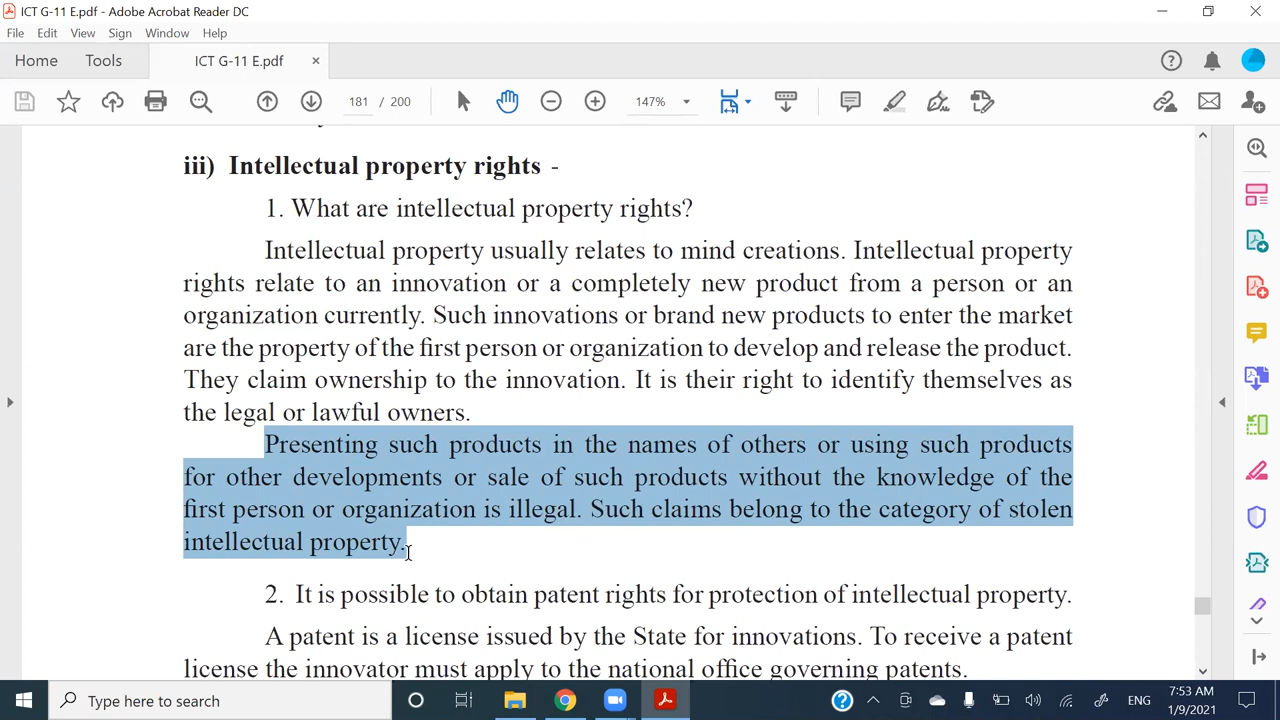 ICT G-11 E.pdf - Adobe Acrobat Reader DC
File Edit View Sign Window Help
Home Tools ICT G-11 E.pdf ×
181 / 200 147%
iii) Intellectual property rights -
1. What are intellectual property rights?
Intellectual property usually relates to mind creations. Intellectual property
rights relate to an innovation or a completely new product from a person or an
organization currently. Such innovations or brand new products to enter the market
are the property of the first person or organization to develop and release the product.
They claim ownership to the innovation. It is their right to identify themselves as
the legal or lawful owners.
Presenting such products in the names of others or using such products
for other developments or sale of such products without the knowledge of the
first person or organization is illegal. Such claims belong to the category of stolen
intellectual property.
2. It is possible to obtain patent rights for protection of intellectual property.
A patent is a license issued by the State for innovations. To receive a patent
license the innovator must apply to the national office governing patents.
Type here to search
ENG
7:53 AM
1/9/2021